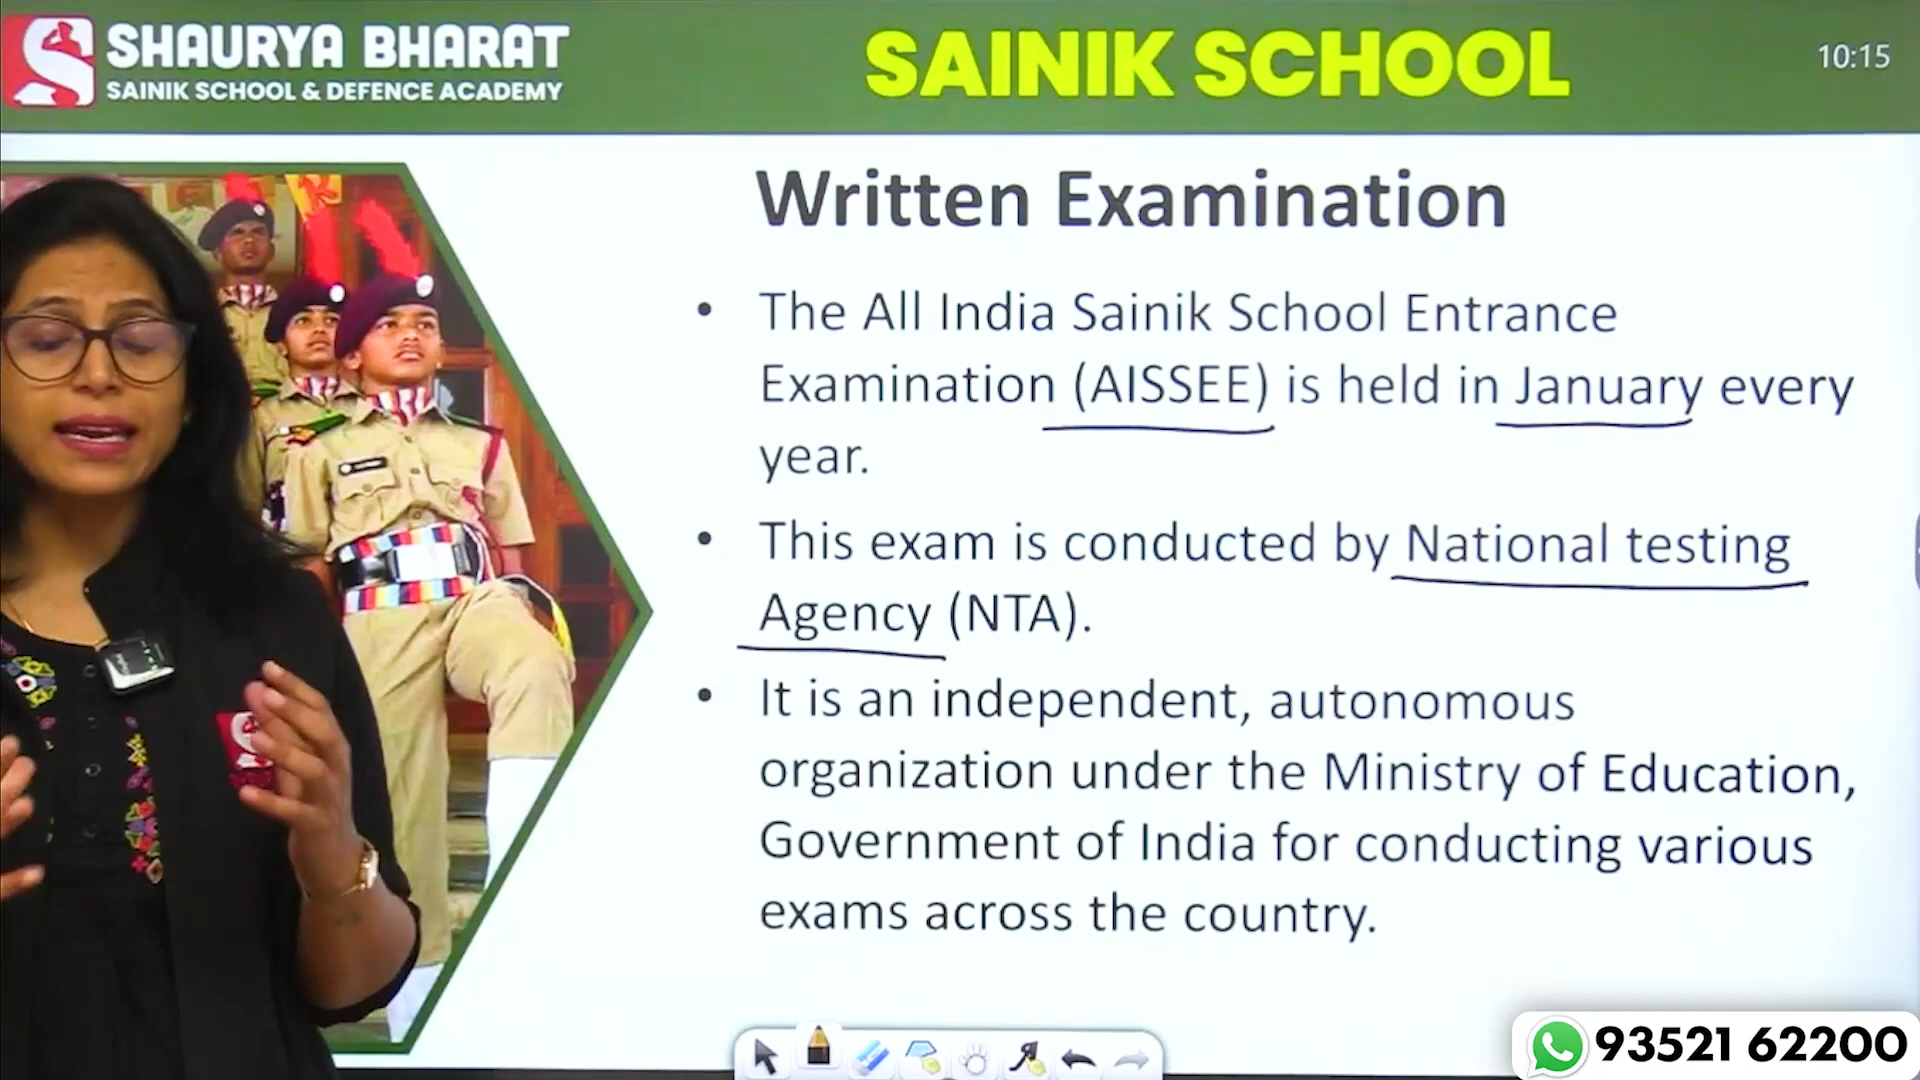 SHAURYA BHARAT
SAINIK SCHOOL & DEFENCE ACADEMY
SAINIK SCHOOL
10:15
Written Examination
• The All India Sainik School Entrance
Examination (AISSEE) is held in January every
year.
• This exam is conducted by National testing
Agency (NTA).
• It is an independent, autonomous
organization under the Ministry of Education,
Government of India for conducting various
exams across the country.
93521 62200